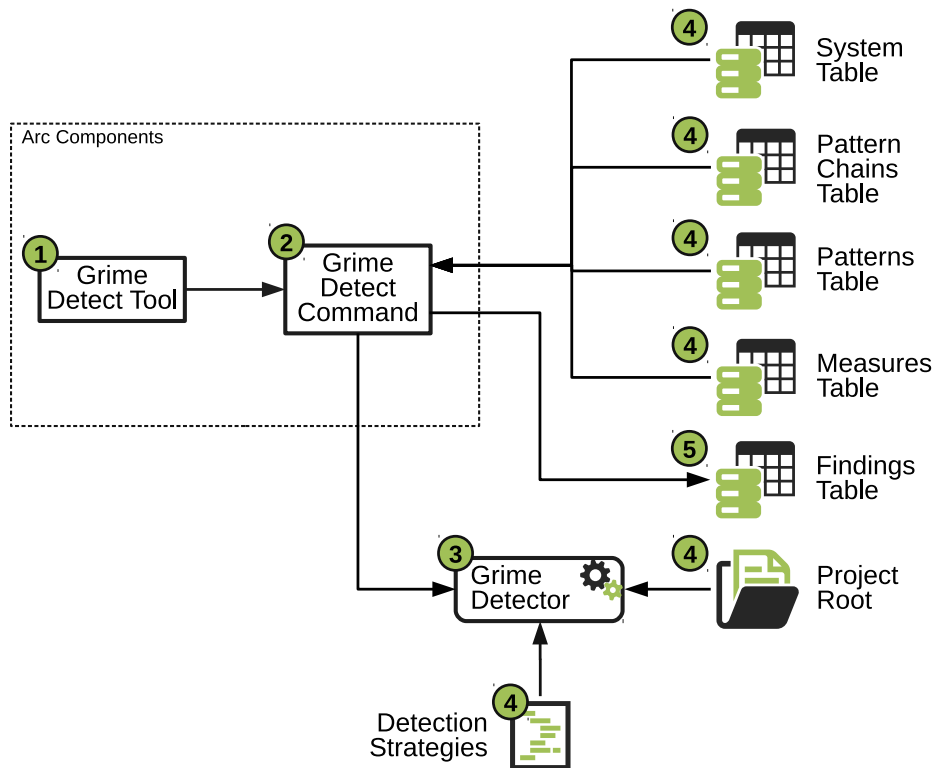 4
System
Table
Arc Components
4
Pattern
Chains
Table
1
Grime
Detect Tool
2
Grime
Detect
Command
4
Patterns
Table
4
Measures
Table
5
Findings
Table
3
Grime
Detector
4
Project
Root
4
Detection
Strategies